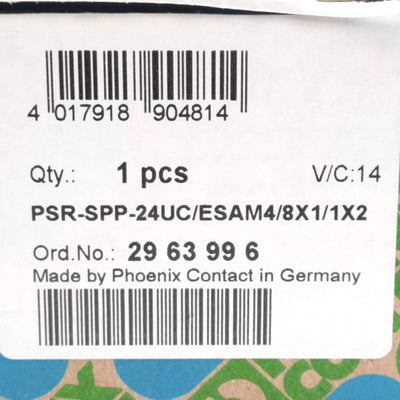 4 017918 904814
Qty.: 1 pcs V/C:14
PSR-SPP-24UC/ESAM4/8X1/1X2
Ord.No.: 29 63 99 6
Made by Phoenix Contact in Germany